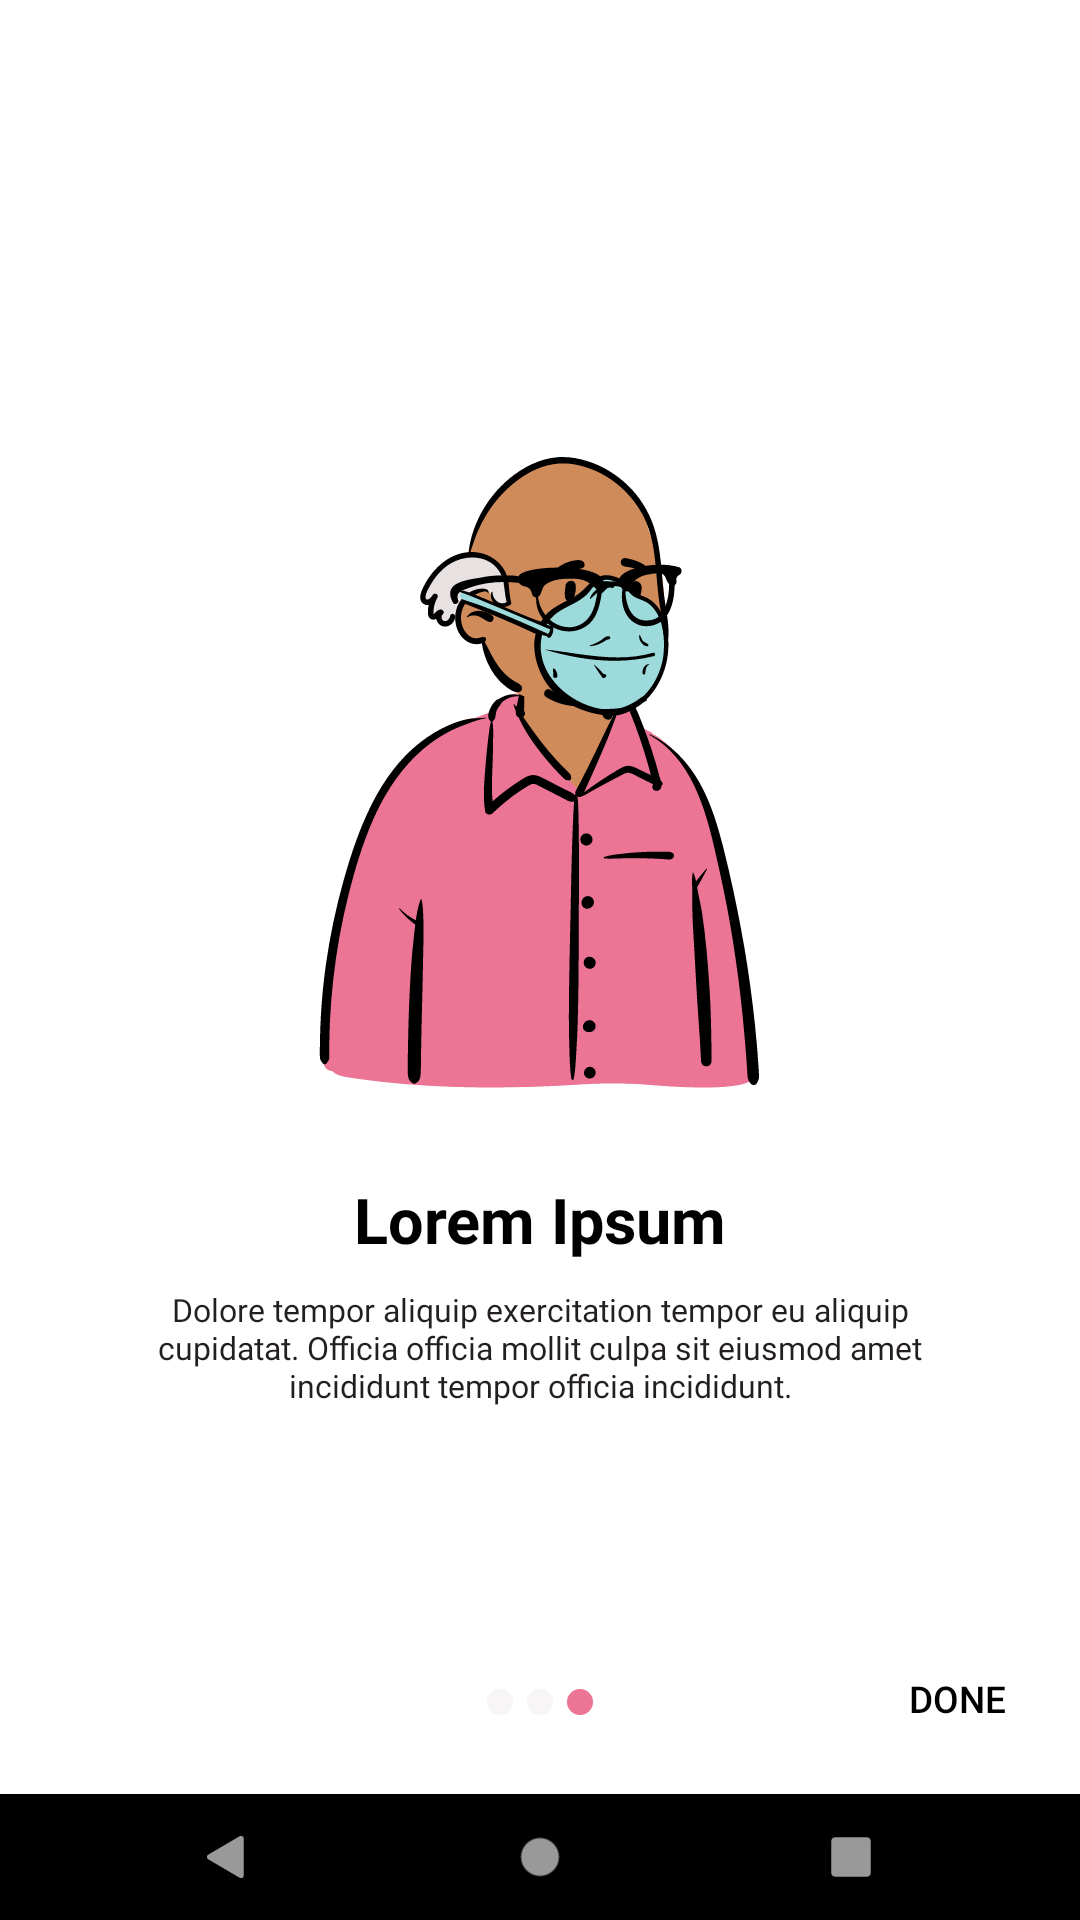 Lorem Ipsum
Dolore tempor aliquip exercitation tempor eu aliquip
cupidatat. Officia officia mollit culpa sit eiusmod amet
incididunt tempor officia incididunt.
DONE